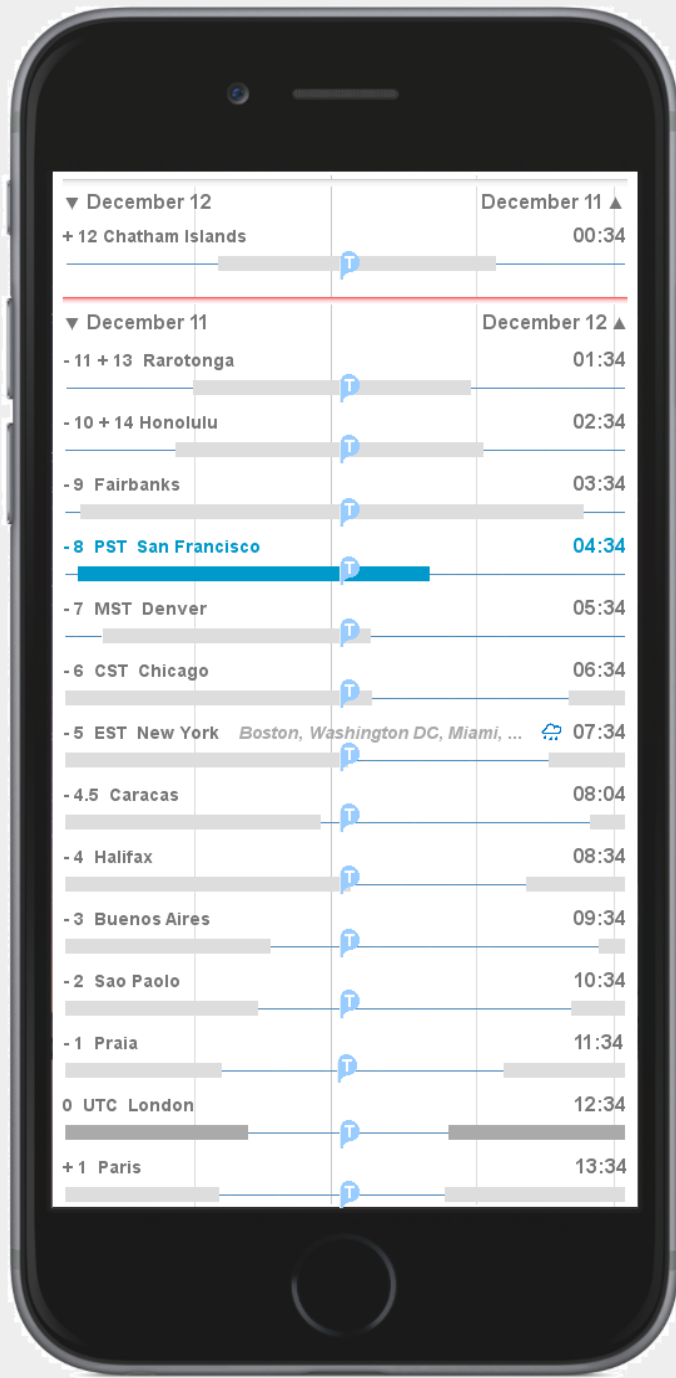 ▼ December 12 December 11 ▲
+ 12 Chatham Islands 00:34
T
▼ December 11 December 12 ▲
- 11 + 13 Rarotonga 01:34
T
- 10 + 14 Honolulu 02:34
T
- 9 Fairbanks 03:34
T
- 8 PST San Francisco 04:34
T
- 7 MST Denver 05:34
T
- 6 CST Chicago 06:34
T
- 5 EST New York Boston, Washington DC, Miami, ... 07:34
T
- 4.5 Caracas 08:04
T
- 4 Halifax 08:34
T
- 3 Buenos Aires 09:34
T
- 2 Sao Paolo 10:34
T
- 1 Praia 11:34
T
0 UTC London 12:34
T
+ 1 Paris 13:34
T